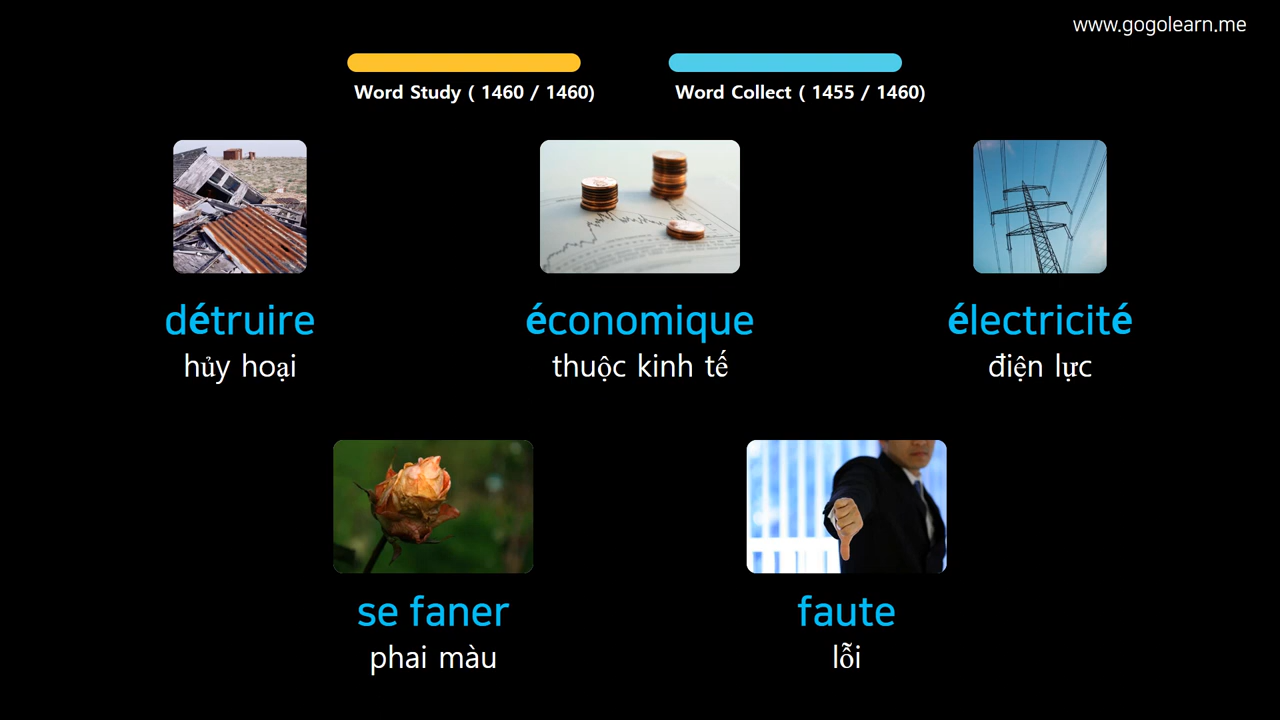 www.gogolearn.me
Word Study ( 1460 / 1460)
Word Collect ( 1455 / 1460)
détruire
hủy hoại
économique
thuộc kinh tế
électricité
điện lực
se faner
phai màu
faute
lỗi